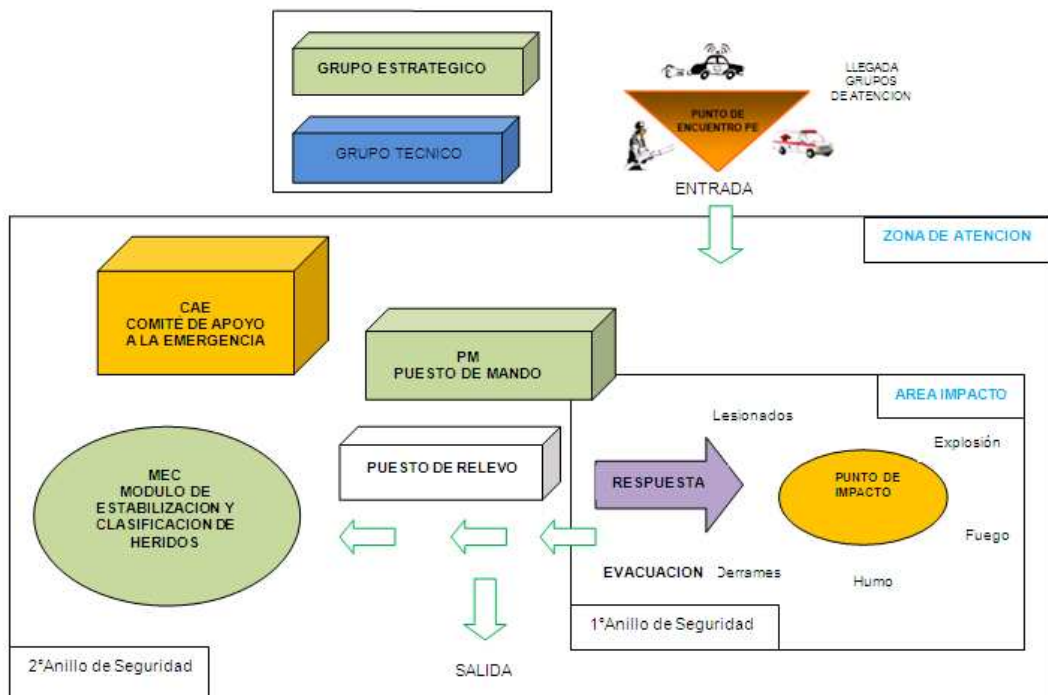 GRUPO ESTRATEGICO
GRUPO TECNICO
LLEGADA
GRUPOS
DE ATENCION
PUNTO DE
ENCUENTRO PE
ENTRADA
ZONA DE ATENCION
CAE
COMITÉ DE APOYO
A LA EMERGENCIA
PM
PUESTO DE MANDO
AREA IMPACTO
Lesionados
Explosión
MEC
MODULO DE
ESTABILIZACION Y
CLASIFICACION DE
HERIDOS
PUESTO DE RELEVO
RESPUESTA
PUNTO DE
IMPACTO
Fuego
EVACUACION
Derrames
Humo
1°Anillo de Seguridad
2°Anillo de Seguridad
SALIDA